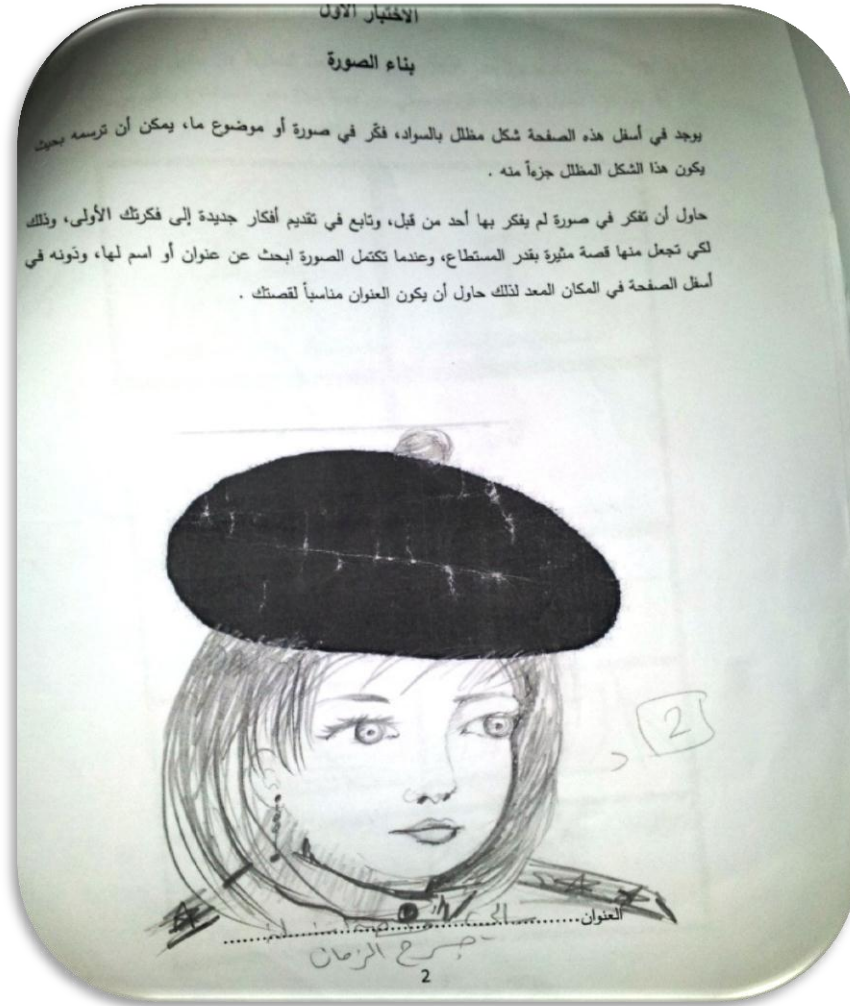 الاختبار الأول
بناء الصورة
يوجد في أسفل هذه الصفحة شكل مظلل بالسواد، فكّر في صورة أو موضوع ما، يمكن أن ترسمه بحيث
يكون هذا الشكل المظلل جزءاً منه .
حاول أن تفكر في صورة لم يفكر بها أحد من قبل، وتابع في تقديم أفكار جديدة إلى فكرتك الأولى، وذلك
لكي تجعل منها قصة مثيرة بقدر المستطاع، وعندما تكتمل الصورة ابحث عن عنوان أو اسم لها، ودونه في
أسفل الصفحة في المكان المعد لذلك حاول أن يكون العنوان مناسباً لقصتك .
2
العنوان
جرح الزمان
2